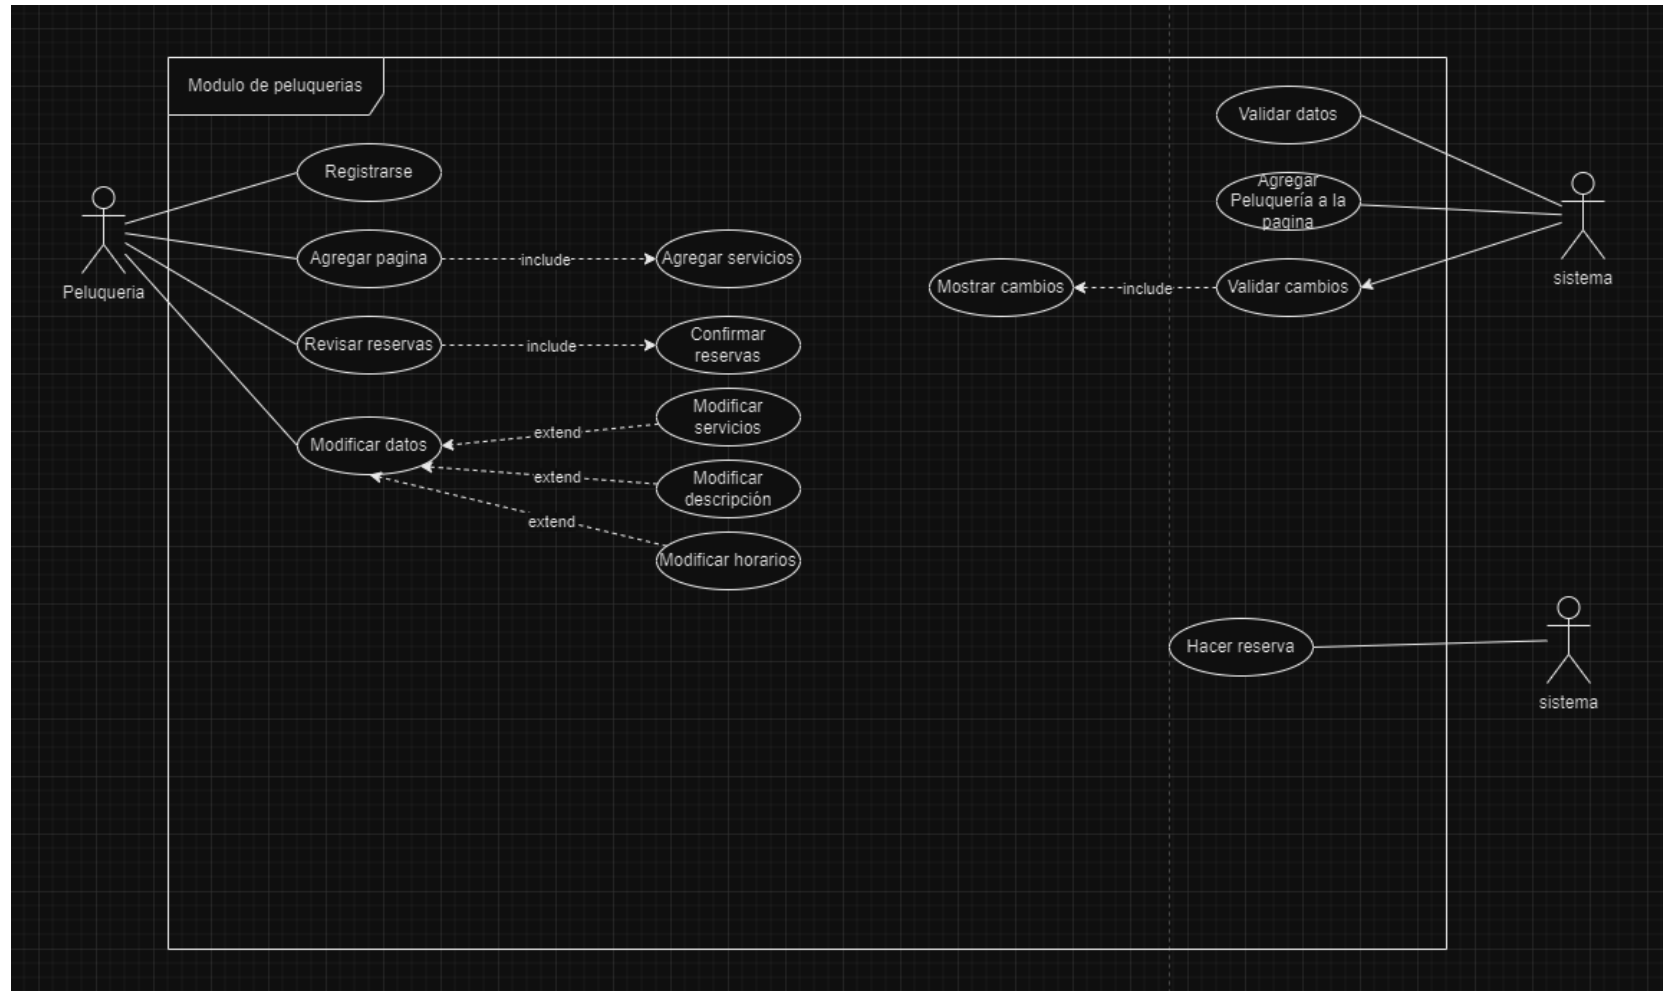 Modulo de peluquerias
Validar datos
Registrarse
Agregar
Peluquería a la
pagina
Agregar pagina
include
Agregar servicios
Peluqueria
sistema
Mostrar cambios
include
Validar cambios
Revisar reservas
include
Confirmar
reservas
Modificar datos
extend
Modificar
servicios
extend
Modificar
descripción
extend
Modificar horarios
Hacer reserva
sistema